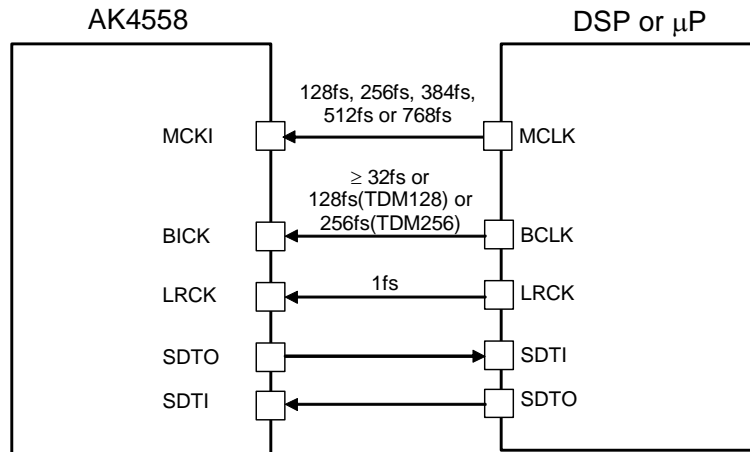 AK4558
DSP or μP
128fs, 256fs, 384fs,
512fs or 768fs
MCKI
MCLK
≥ 32fs or
128fs(TDM128) or
256fs(TDM256)
BICK
BCLK
1fs
LRCK
LRCK
SDTO
SDTI
SDTI
SDTO